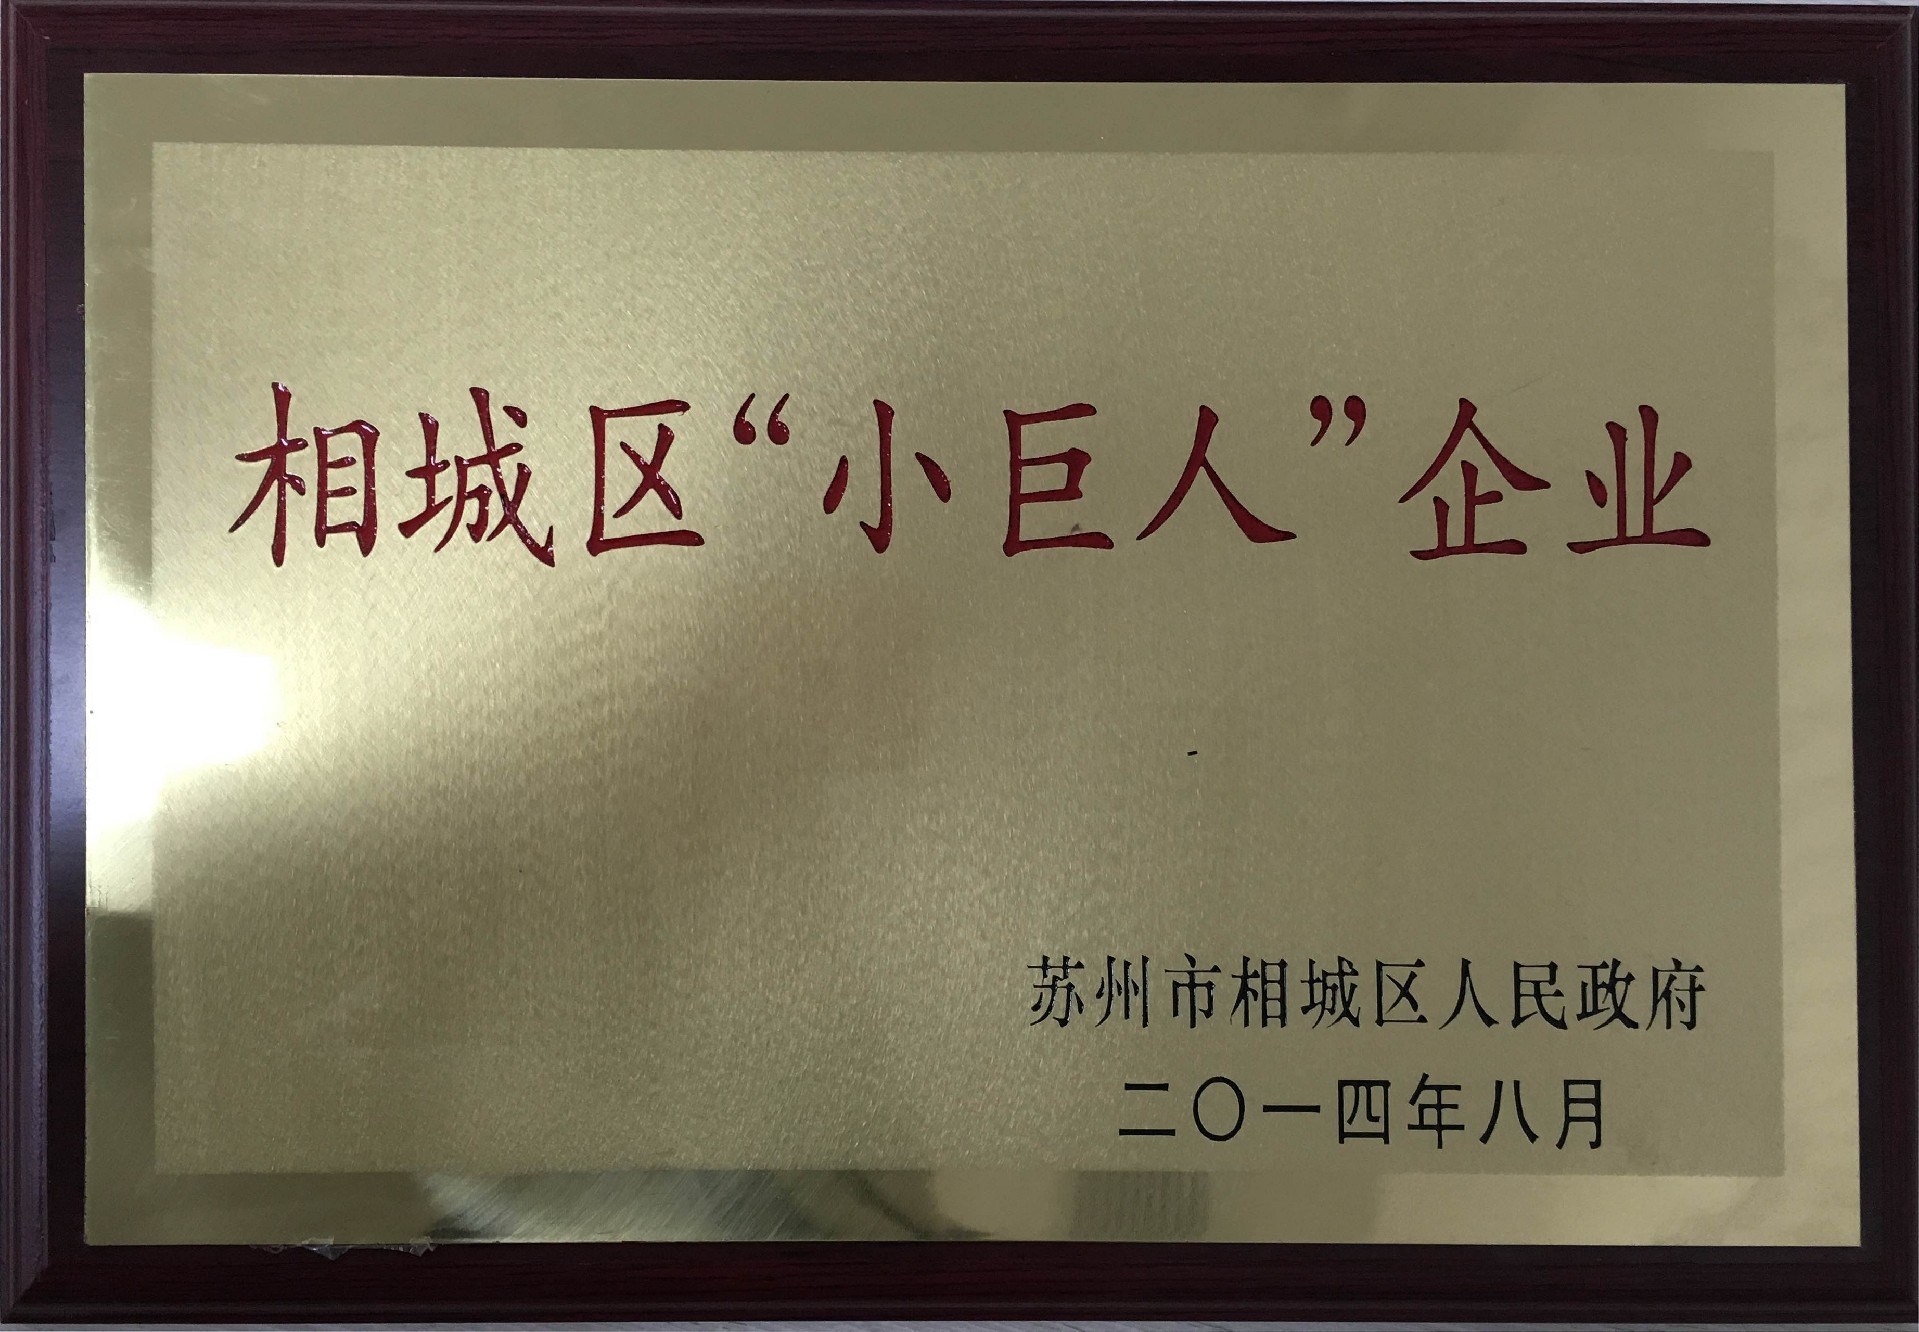 相城区“小巨人”企业
苏州市相城区人民政府
二〇一四年八月